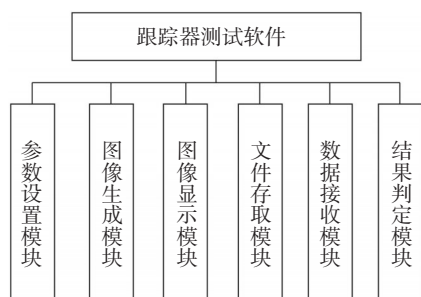 跟踪器测试软件
参数设置模块
图像生成模块
图像显示模块
文件存取模块
数据接收模块
结果判定模块